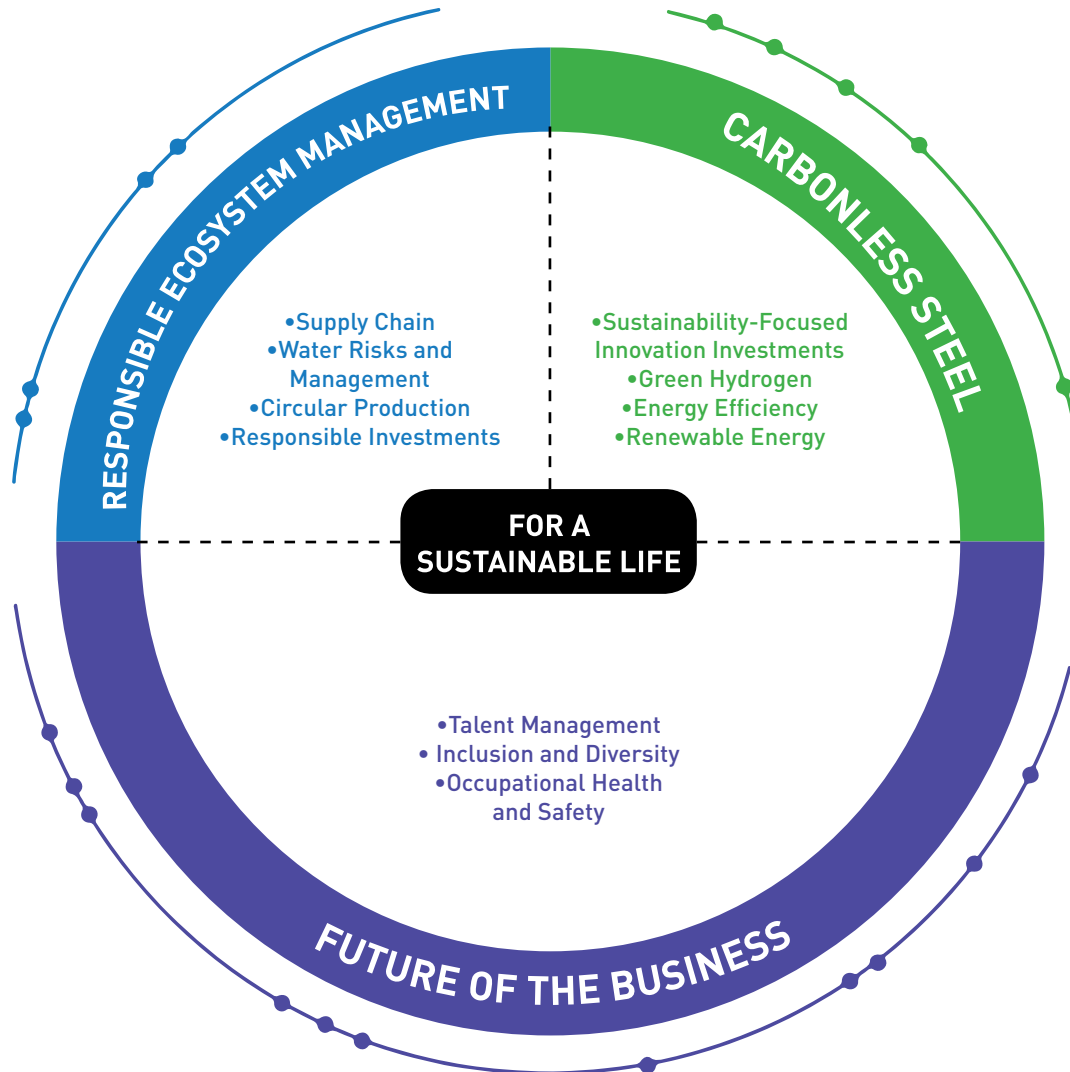 RESPONSIBLE ECOSYSTEM MANAGEMENT
CARBONLESS STEEL
•Supply Chain
•Water Risks and
Management
•Circular Production
•Responsible Investments
•Sustainability-Focused
Innovation Investments
•Green Hydrogen
•Energy Efficiency
•Renewable Energy
FOR A
SUSTAINABLE LIFE
•Talent Management
• Inclusion and Diversity
•Occupational Health
and Safety
FUTURE OF THE BUSINESS